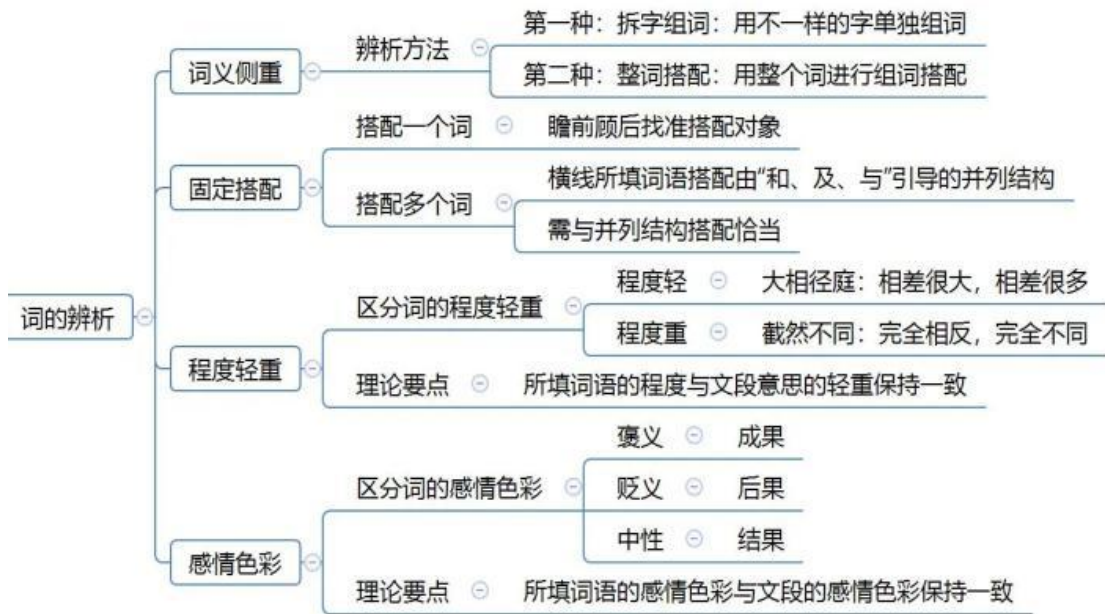 词的辨析
词义侧重
辨析方法
第一种：拆字组词：用不一样的字单独组词
第二种：整词搭配：用整个词进行组词搭配
固定搭配
搭配一个词
瞻前顾后找准搭配对象
搭配多个词
横线所填词语搭配由“和、及、与”引导的并列结构
需与并列结构搭配恰当
程度轻重
区分词的程度轻重
程度轻
大相径庭：相差很大，相差很多
程度重
截然不同：完全相反，完全不同
理论要点
所填词语的程度与文段意思的轻重保持一致
感情色彩
区分词的感情色彩
褒义
成果
贬义
后果
中性
结果
理论要点
所填词语的感情色彩与文段的感情色彩保持一致